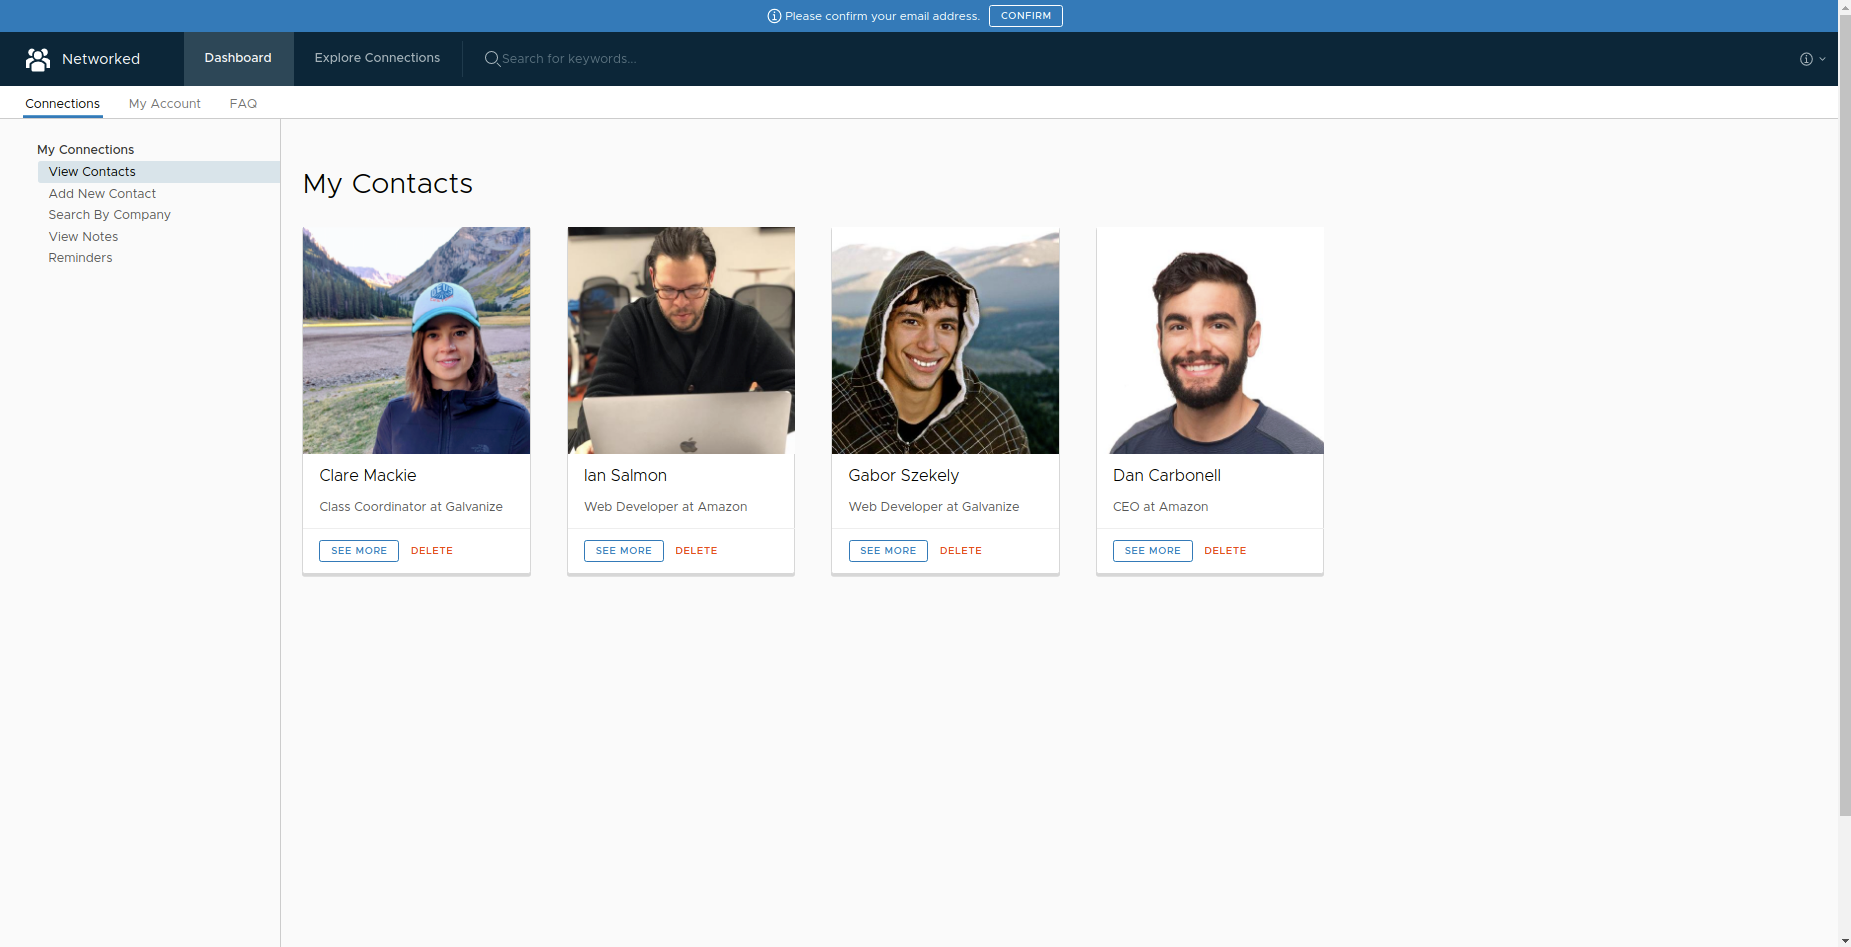 Please confirm your email address. CONFIRM
Networked Dashboard Explore Connections Search for keywords...
Connections My Account FAQ
My Connections
View Contacts
Add New Contact
Search By Company
View Notes
Reminders
My Contacts
Clare Mackie
Class Coordinator at Galvanize
SEE MORE DELETE
Ian Salmon
Web Developer at Amazon
SEE MORE DELETE
Gabor Szekely
Web Developer at Galvanize
SEE MORE DELETE
Dan Carbonell
CEO at Amazon
SEE MORE DELETE